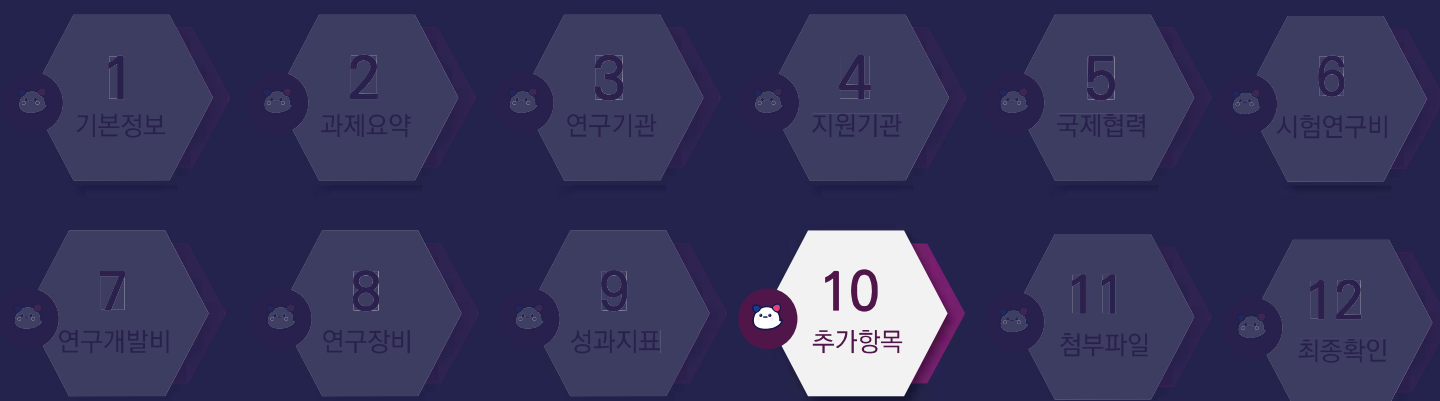 1
기본정보
2
과제요약
3
연구기관
4
지원기관
5
국제협력
6
시험연구비
7
연구개발비
8
연구장비
9
성과지표
10
추가항목
11
첨부파일
12
최종확인